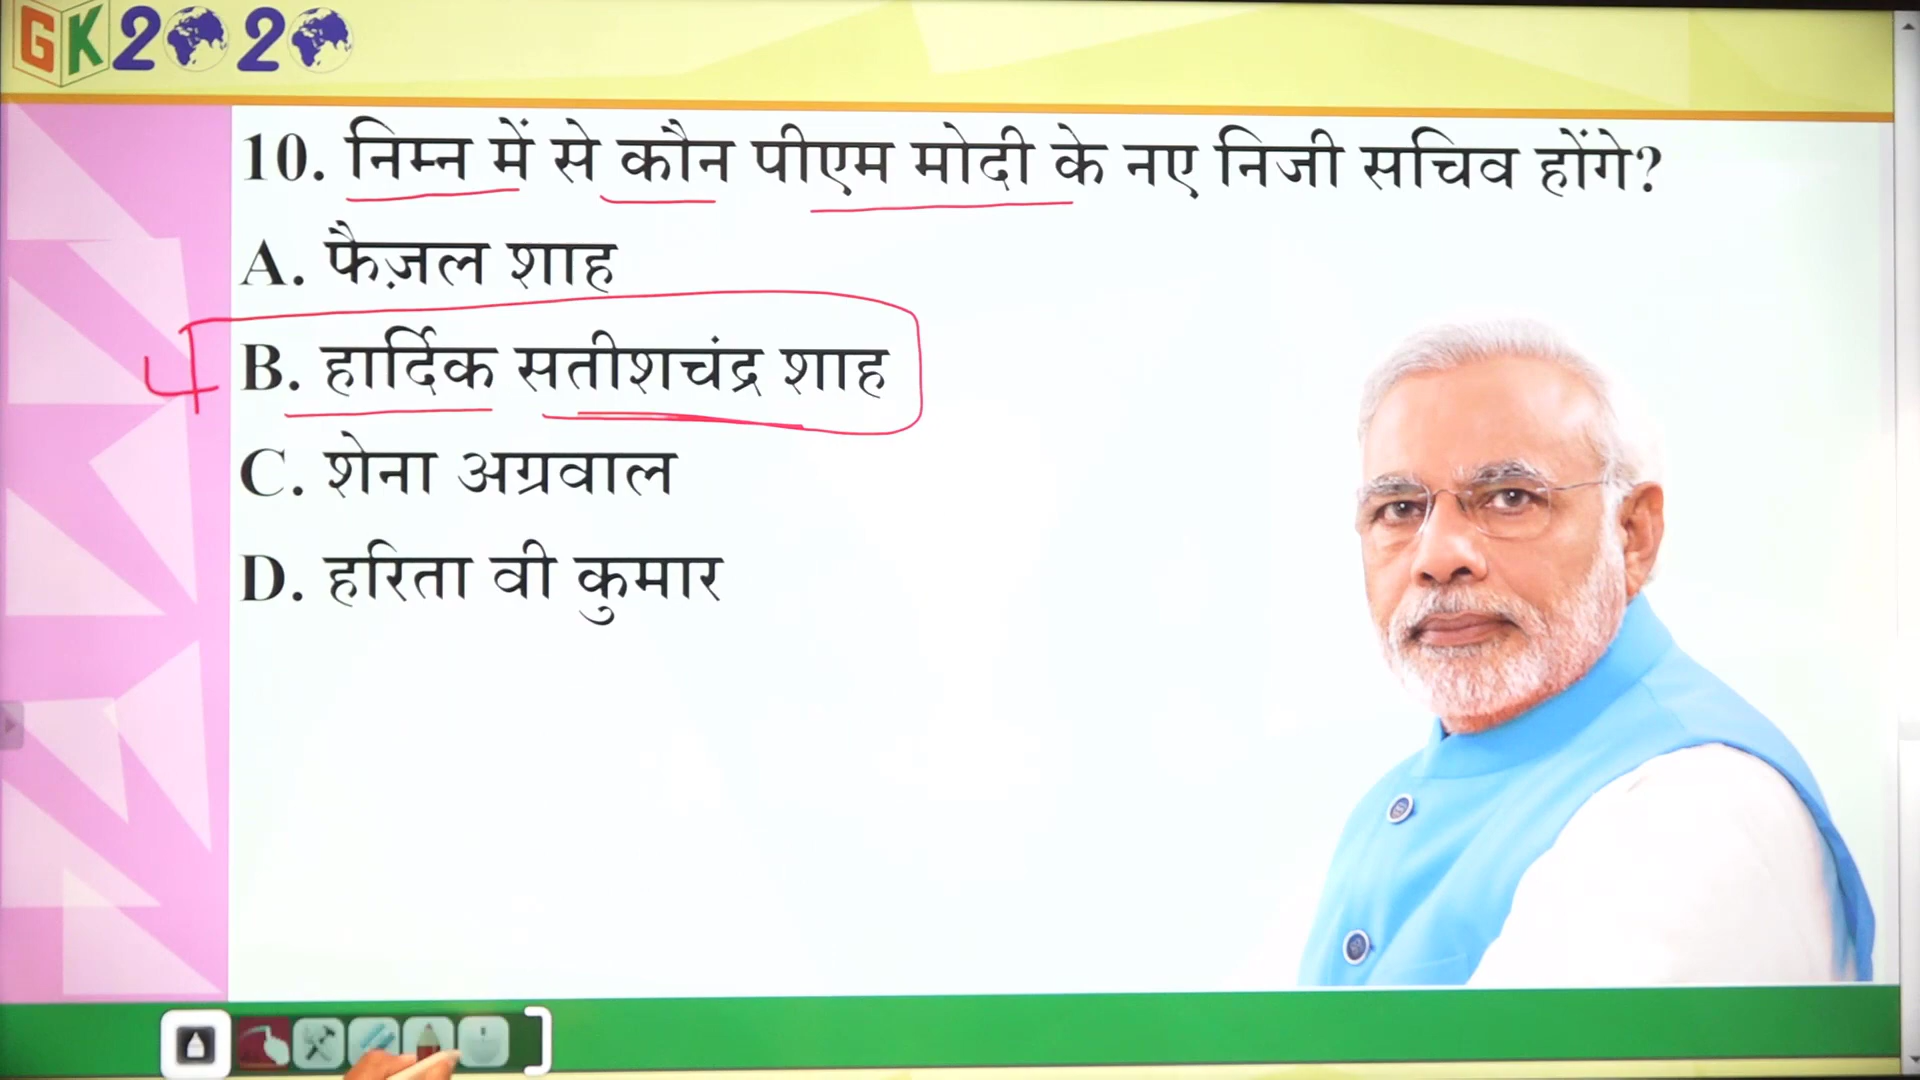 GK2020
10. निम्न में से कौन पीएम मोदी के नए निजी सचिव होंगे?
A. फैज़ल शाह
B. हार्दिक सतीशचंद्र शाह
C. शेना अग्रवाल
D. हरिता वी कुमार